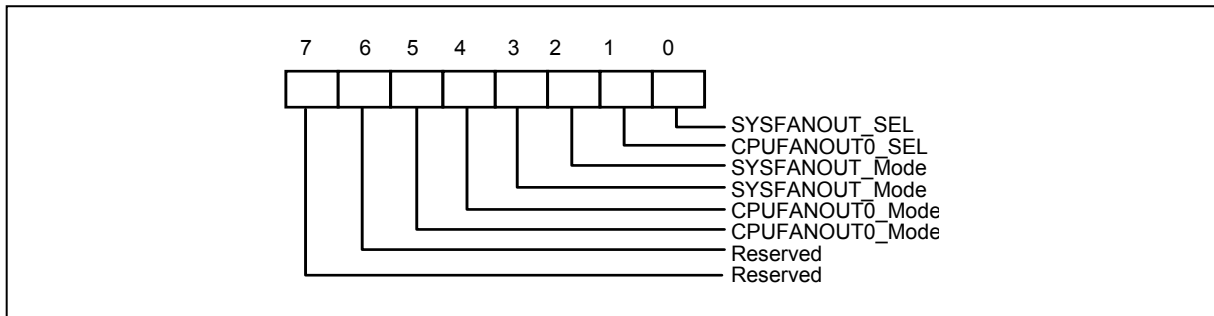 7 6 5 4 3 2 1 0
SYSFANOUT_SEL
CPUFANOUT0_SEL
SYSFANOUT_Mode
SYSFANOUT_Mode
CPUFANOUT0_Mode
CPUFANOUT0_Mode
Reserved
Reserved